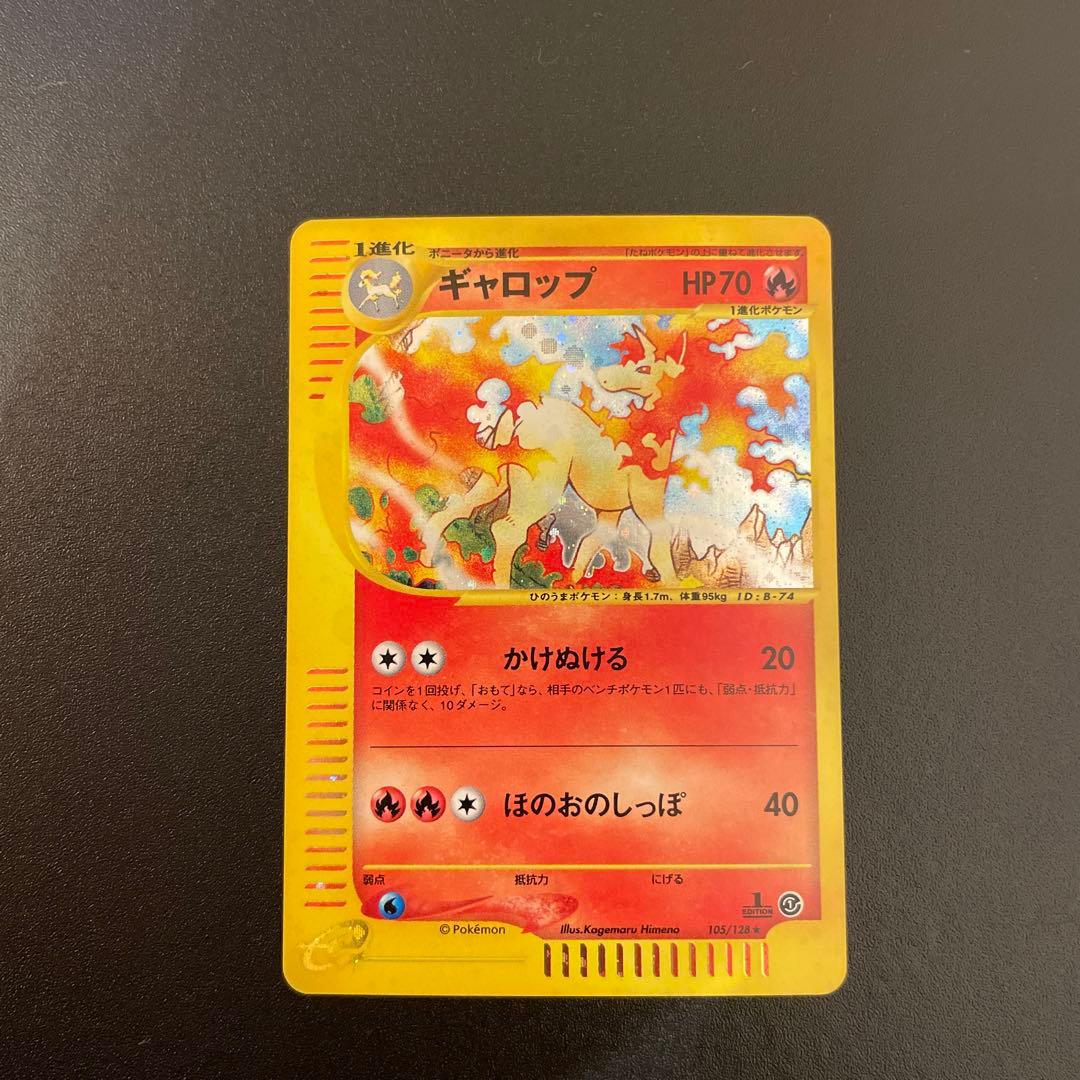 1進化
ポニータから進化
「たねポケモン」の上に重ねて進化させます。
ギャロップ
HP70
1進化ポケモン
ひのうまポケモン：身長1.7m、体重95kg ID：B-74
かけぬける 20
コインを1回投げ、「おもて」なら、相手のベンチポケモン1匹にも、「弱点・抵抗力」
に関係なく、10ダメージ。
ほのおのしっぽ 40
弱点 抵抗力 にげる
1 EDITION
©Pokémon Illus.Kagemaru Himeno 105/128★